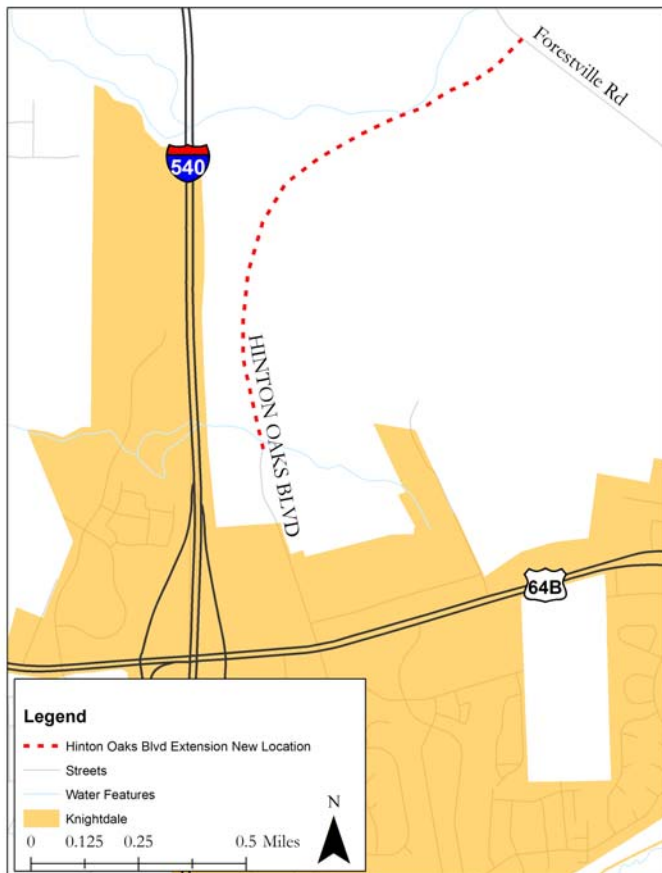 Forestville Rd
540
HINTON OAKS BLVD
64B
Legend
Hinton Oaks Blvd Extension New Location
Streets
Water Features
Knightdale
N
0 0.125 0.25 0.5 Miles